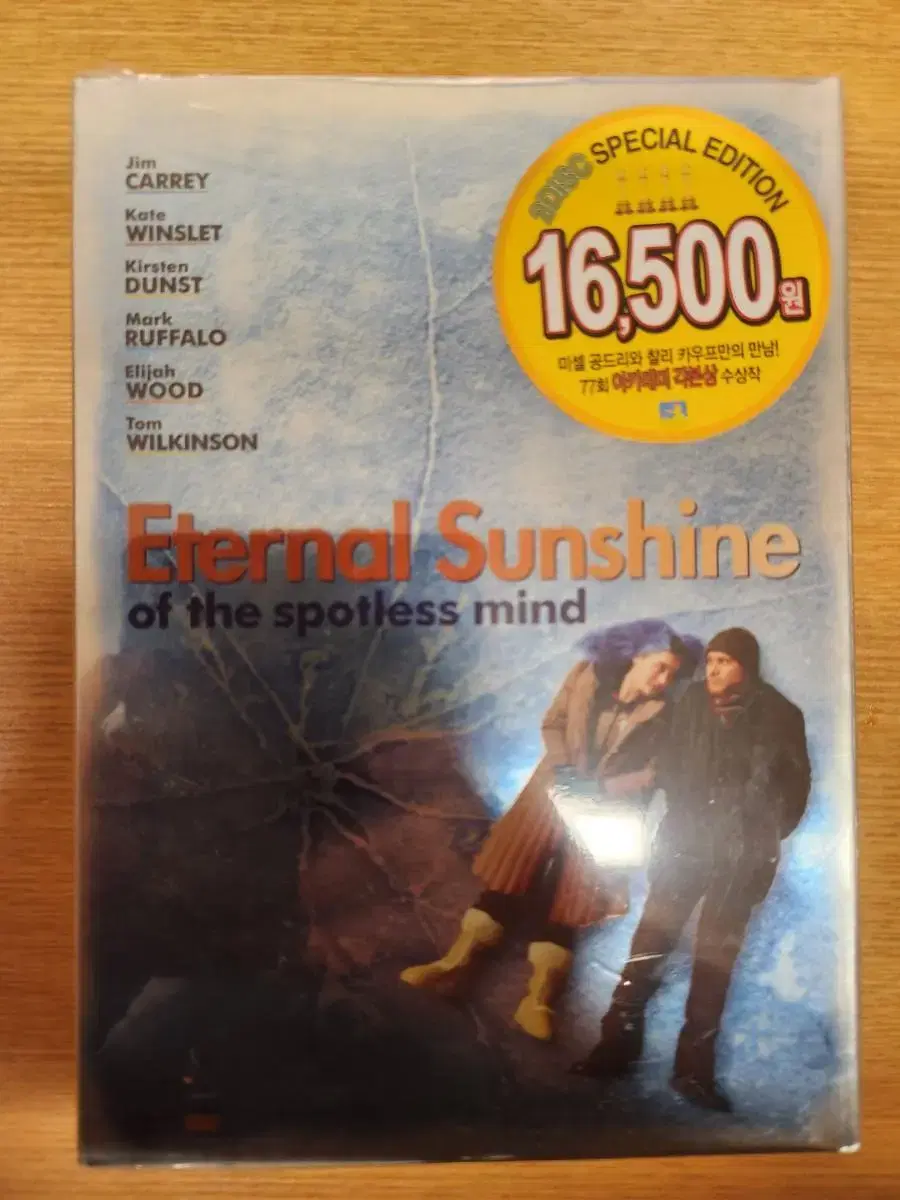 Jim
CARREY
Kate
WINSLET
Kirsten
DUNST
Mark
RUFFALO
Elijah
WOOD
Tom
WILKINSON
2DISC SPECIAL EDITION
16,500원
미셸 공드리와 찰리 카우프만의 만남!
77회 아카데미 각본상 수상작
Eternal Sunshine
of the spotless mind